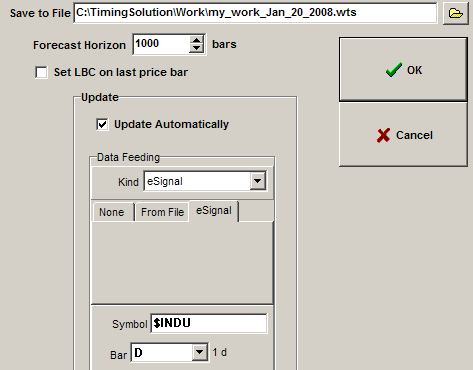 Save to File C:\TimingSolution\Work\my_work_Jan_20_2008.wts
Forecast Horizon 1000 bars
Set LBC on last price bar
OK
Update
Update Automatically
Cancel
Data Feeding
Kind eSignal
None From File eSignal
Symbol $INDU
Bar D 1 d